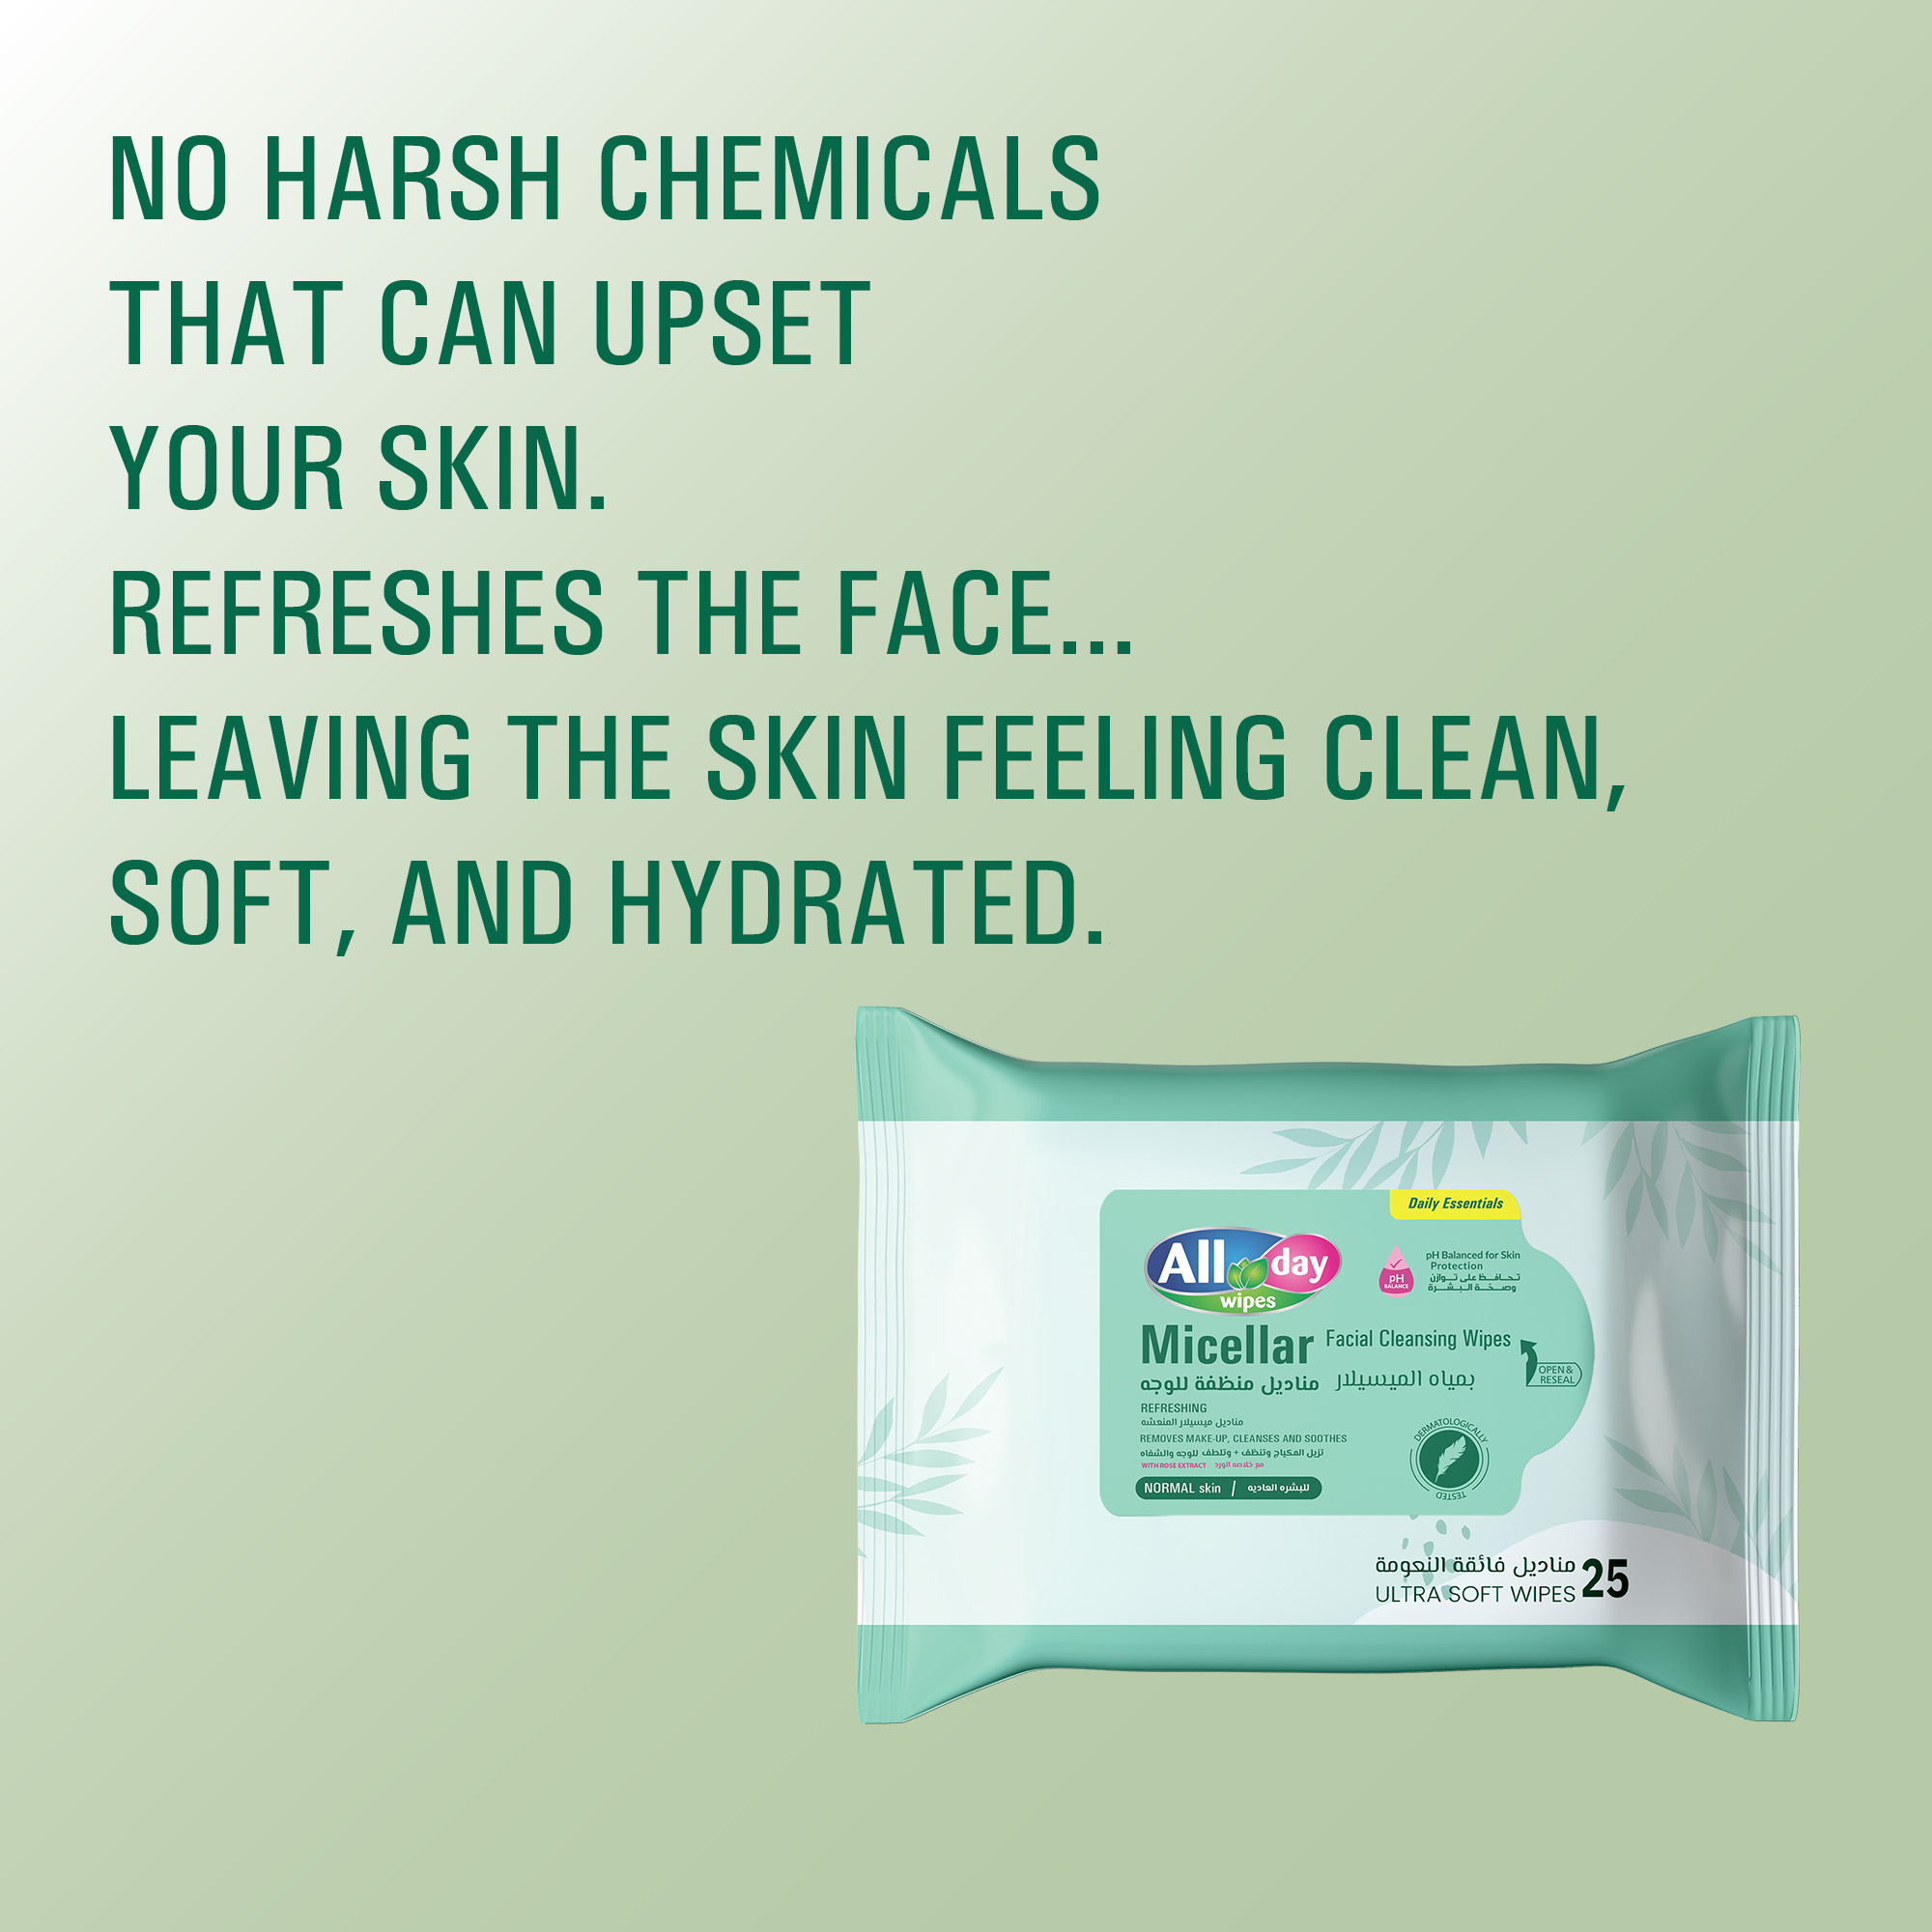 NO HARSH CHEMICALS
THAT CAN UPSET
YOUR SKIN.
REFRESHES THE FACE...
LEAVING THE SKIN FEELING CLEAN,
SOFT, AND HYDRATED.
Daily Essentials
All day
wipes
pH
BALANCE
pH Balanced for Skin
Protection
تحافظ على توازن
وصحة البشرة
Micellar Facial Cleansing Wipes
مناديل منظفة للوجه بمياه الميسيلار
OPEN &
RESEAL
REFRESHING
مناديل ميسيلار المنعشه
REMOVES MAKE-UP, CLEANSES AND SOOTHES
تزيل المكياج وتنظف + وتلطف للوجه والشفاه
WITH ROSE EXTRACT مع خلاصه الورد
NORMAL skin / للبشره العاديه
DERMATOLOGICALLY
TESTED
مناديل فائقة النعومة
ULTRA SOFT WIPES 25